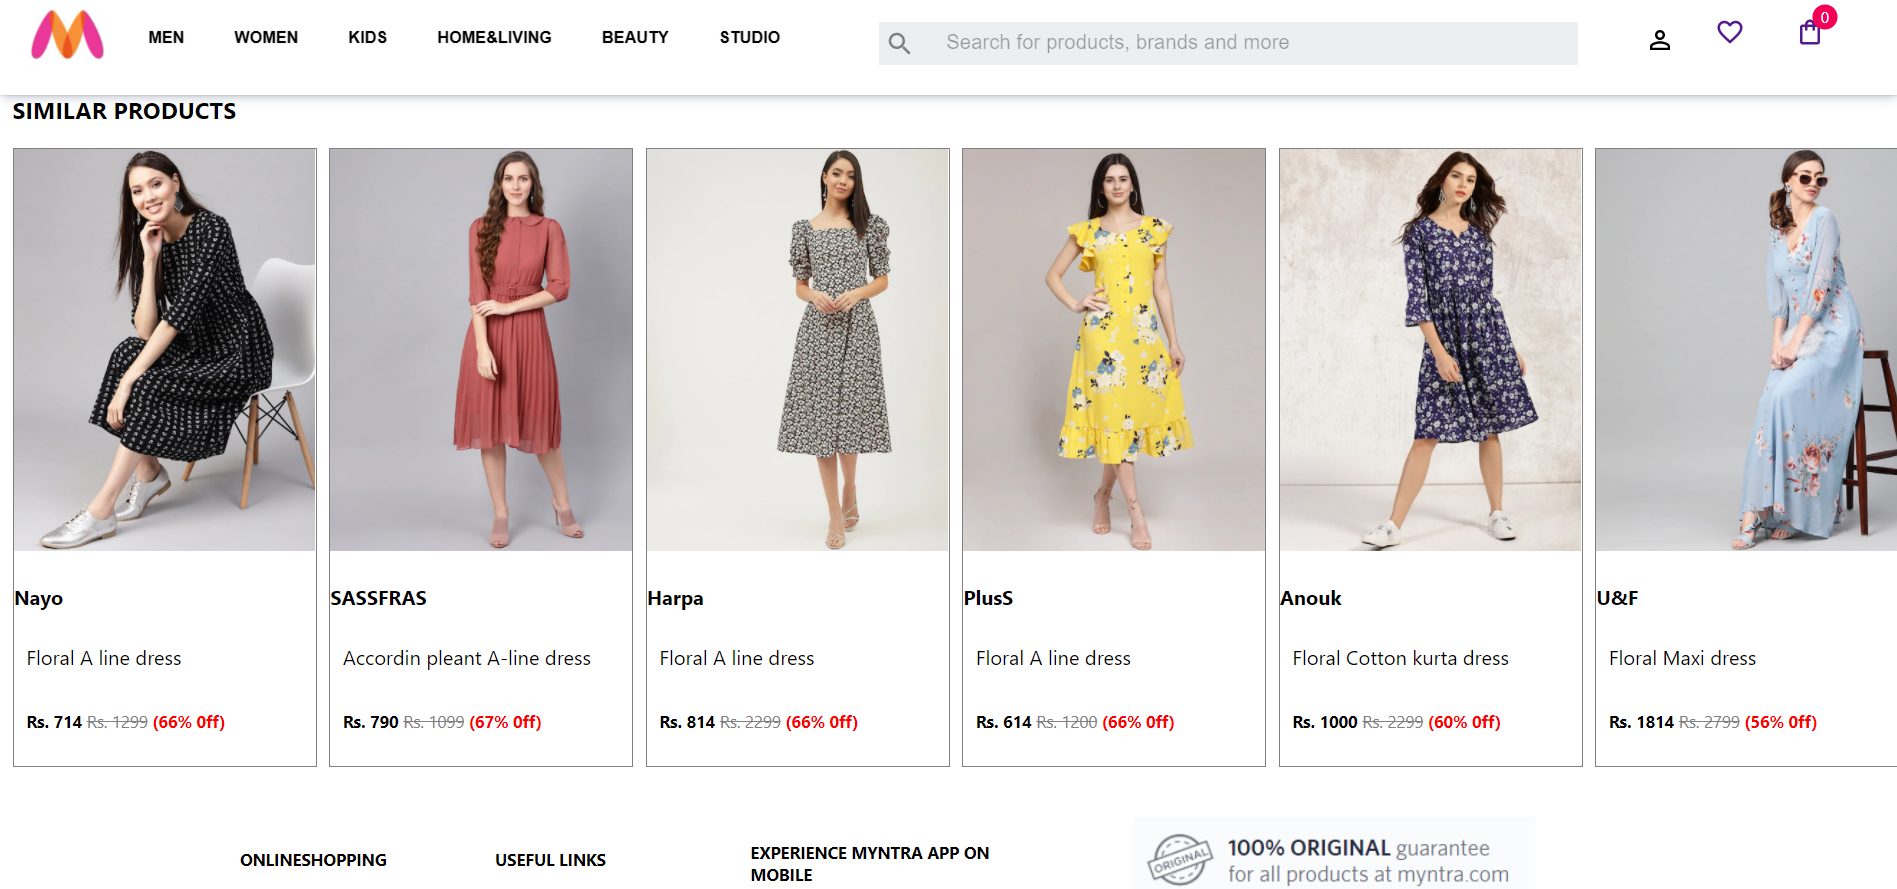 MEN WOMEN KIDS HOME&LIVING BEAUTY STUDIO Search for products, brands and more 0
SIMILAR PRODUCTS
Nayo
Floral A line dress
Rs. 714 Rs. 1299 (66% 0ff)
SASSFRAS
Accordin pleant A-line dress
Rs. 790 Rs. 1099 (67% 0ff)
Harpa
Floral A line dress
Rs. 814 Rs. 2299 (66% 0ff)
PlusS
Floral A line dress
Rs. 614 Rs. 1200 (66% 0ff)
Anouk
Floral Cotton kurta dress
Rs. 1000 Rs. 2299 (60% 0ff)
U&F
Floral Maxi dress
Rs. 1814 Rs. 2799 (56% 0ff)
ONLINESHOPPING
USEFUL LINKS
EXPERIENCE MYNTRA APP ON
MOBILE
ORIGINAL
100% ORIGINAL guarantee
for all products at myntra.com